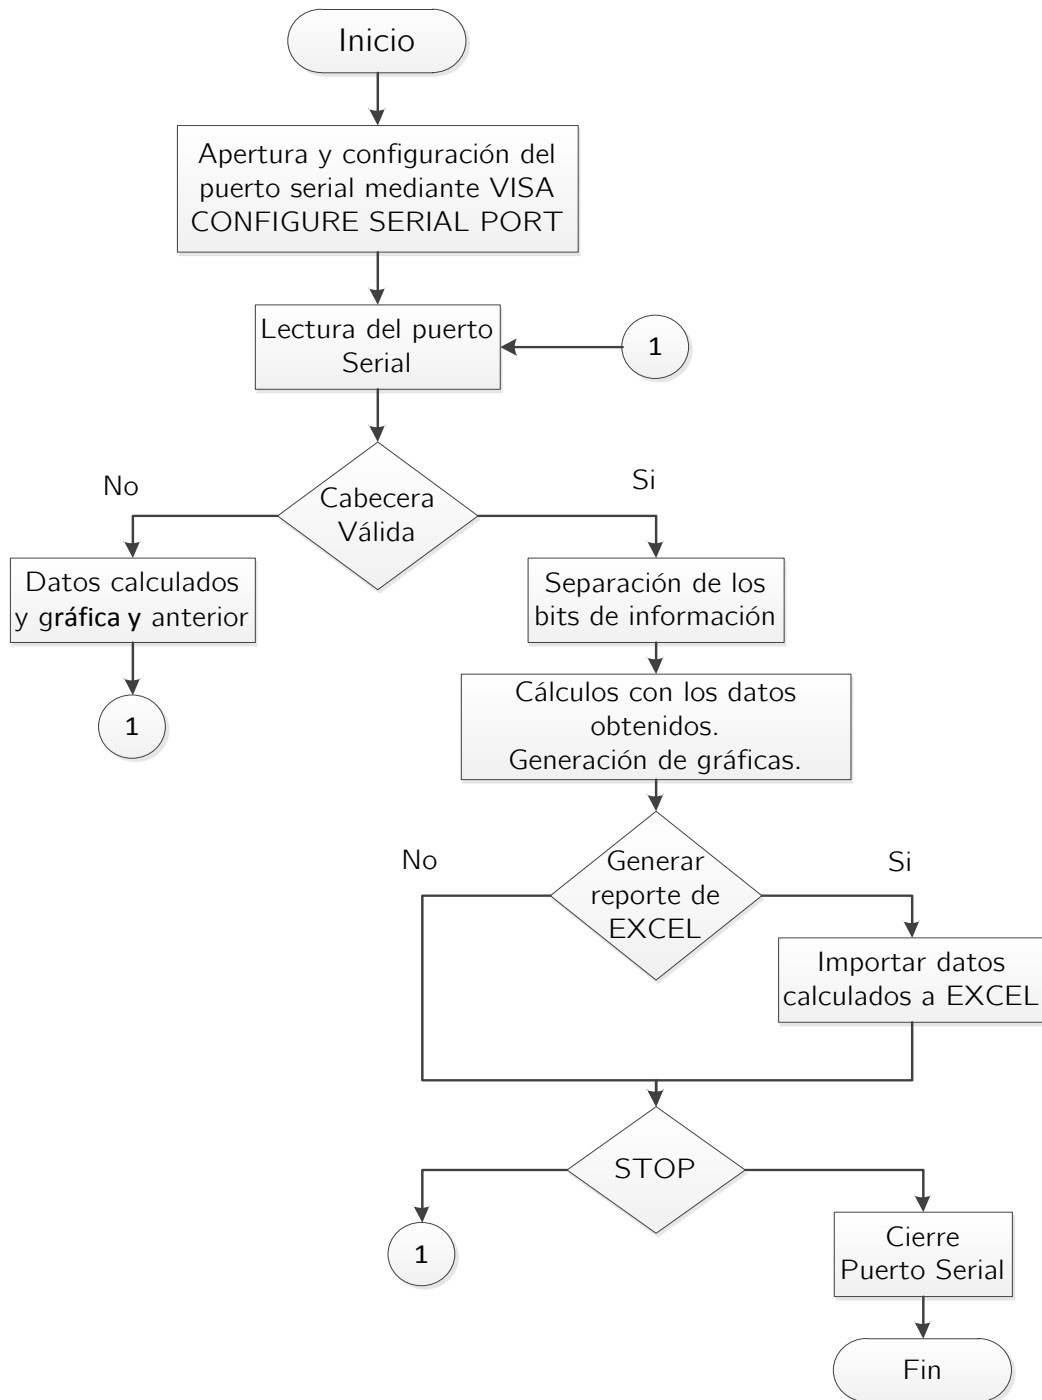 Inicio
Apertura y configuración del
puerto serial mediante VISA
CONFIGURE SERIAL PORT
Lectura del puerto
Serial
1
No
Si
Cabecera
Válida
Datos calculados
y gráfica y anterior
1
Separación de los
bits de información
Cálculos con los datos
obtenidos.
Generación de gráficas.
No
Si
Generar
reporte de
EXCEL
Importar datos
calculados a EXCEL
STOP
1
Cierre
Puerto Serial
Fin